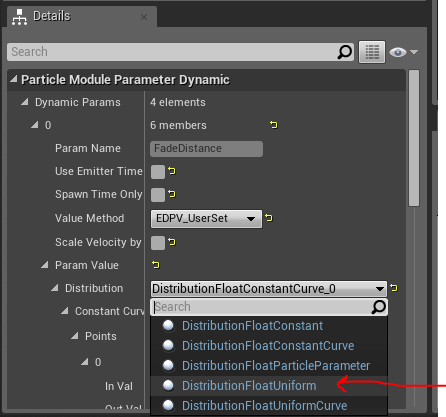 Details
Search
Particle Module Parameter Dynamic
Dynamic Params 4 elements
0 6 members
Param Name FadeDistance
Use Emitter Time
Spawn Time Only
Value Method EDPV_UserSet
Scale Velocity by
Param Value
Distribution DistributionFloatConstantCurve_0
Search
Constant Curv DistributionFloatConstant
Points DistributionFloatConstantCurve
0 DistributionFloatParticleParameter
In Val DistributionFloatUniform
Out Val DistributionFloatUniformCurve